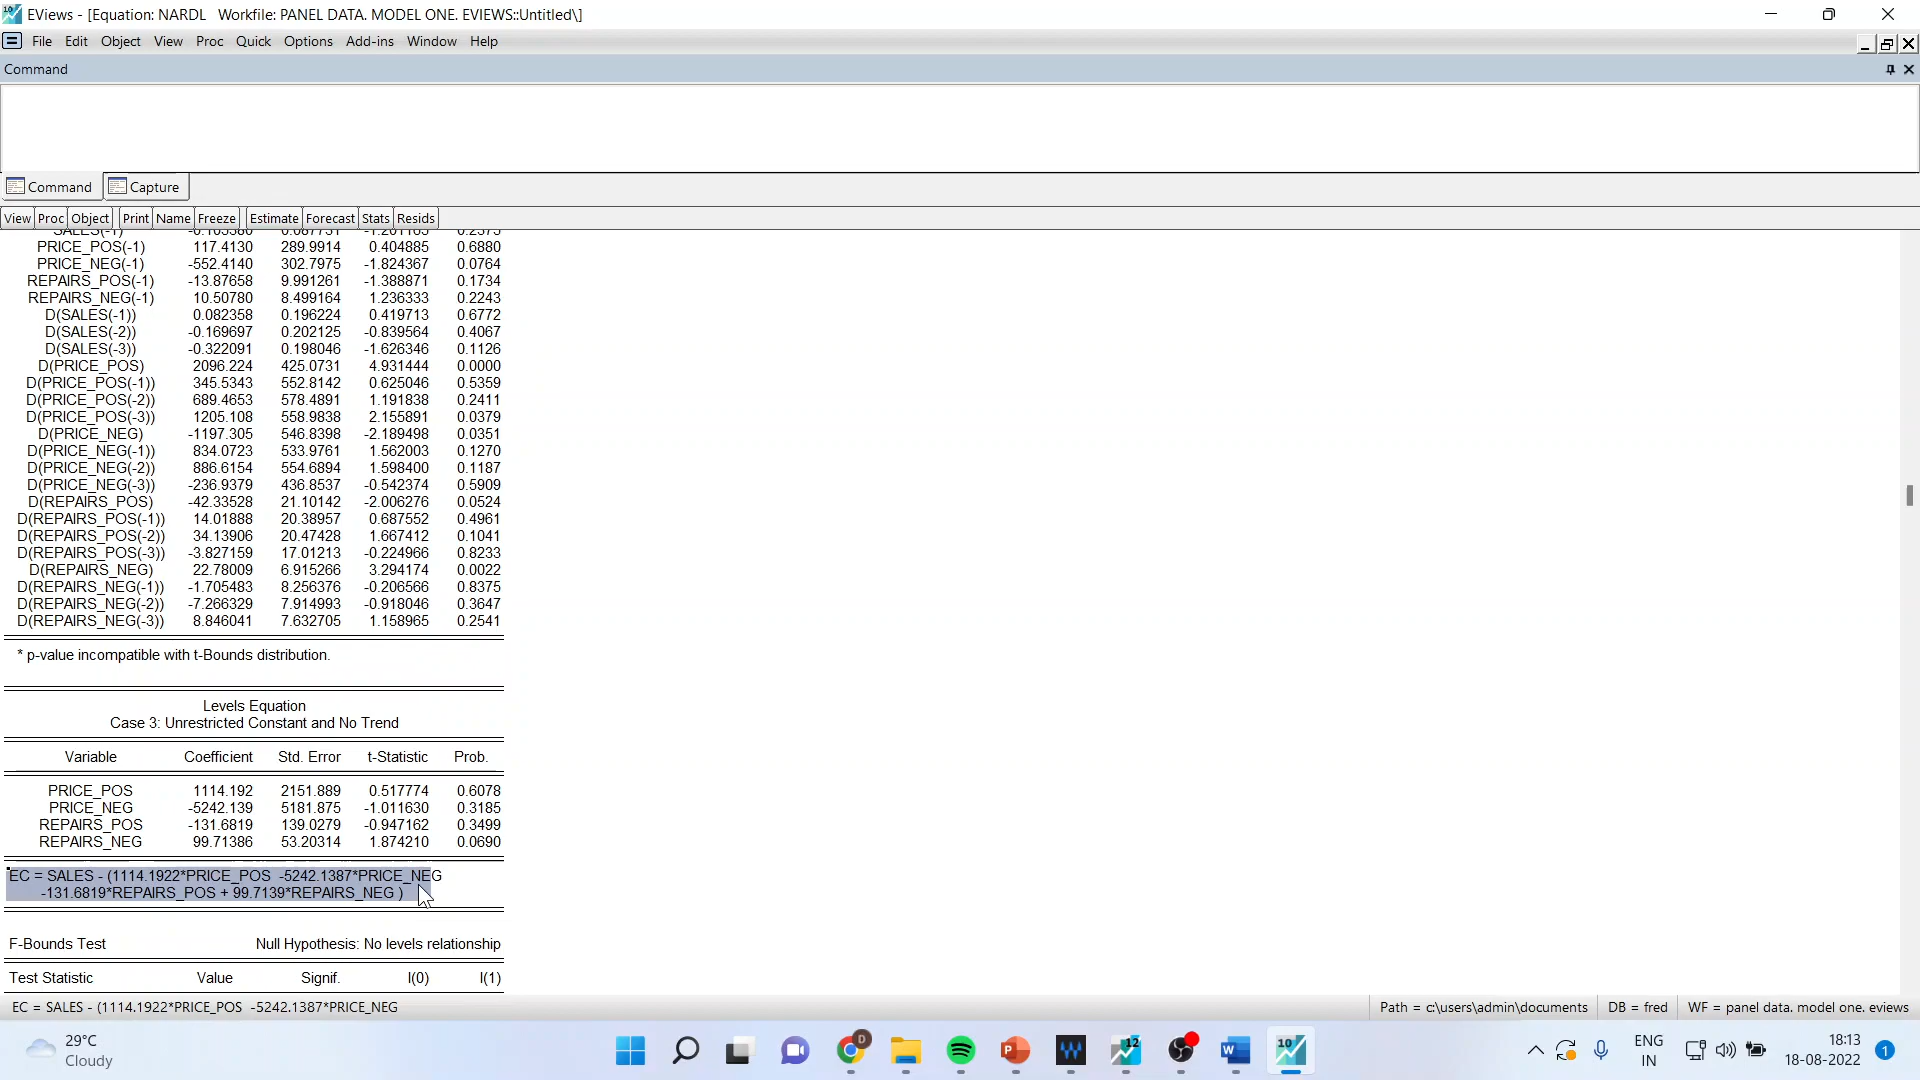 EViews - [Equation: NARDL   Workfile: PANEL DATA. MODEL ONE. EVIEWS::Untitled\]
File Edit Object View Proc Quick Options Add-ins Window Help
Command
Command Capture
View Proc Object Print Name Freeze Estimate Forecast Stats Resids
SALES(-1) -0.105380 0.087731 -1.201165 0.2375
PRICE_POS(-1) 117.4130 289.9914 0.404885 0.6880
PRICE_NEG(-1) -552.4140 302.7975 -1.824367 0.0764
REPAIRS_POS(-1) -13.87658 9.991261 -1.388871 0.1734
REPAIRS_NEG(-1) 10.50780 8.499164 1.236333 0.2243
D(SALES(-1)) 0.082358 0.196224 0.419713 0.6772
D(SALES(-2)) -0.169697 0.202125 -0.839564 0.4067
D(SALES(-3)) -0.322091 0.198046 -1.626346 0.1126
D(PRICE_POS) 2096.224 425.0731 4.931444 0.0000
D(PRICE_POS(-1)) 345.5343 552.8142 0.625046 0.5359
D(PRICE_POS(-2)) 689.4653 578.4891 1.191838 0.2411
D(PRICE_POS(-3)) 1205.108 558.9838 2.155891 0.0379
D(PRICE_NEG) -1197.305 546.8398 -2.189498 0.0351
D(PRICE_NEG(-1)) 834.0723 533.9761 1.562003 0.1270
D(PRICE_NEG(-2)) 886.6154 554.6894 1.598400 0.1187
D(PRICE_NEG(-3)) -236.9379 436.8537 -0.542374 0.5909
D(REPAIRS_POS) -42.33528 21.10142 -2.006276 0.0524
D(REPAIRS_POS(-1)) 14.01888 20.38957 0.687552 0.4961
D(REPAIRS_POS(-2)) 34.13906 20.47428 1.667412 0.1041
D(REPAIRS_POS(-3)) -3.827159 17.01213 -0.224966 0.8233
D(REPAIRS_NEG) 22.78009 6.915266 3.294174 0.0022
D(REPAIRS_NEG(-1)) -1.705483 8.256376 -0.206566 0.8375
D(REPAIRS_NEG(-2)) -7.266329 7.914993 -0.918046 0.3647
D(REPAIRS_NEG(-3)) 8.846041 7.632705 1.158965 0.2541
* p-value incompatible with t-Bounds distribution.
Levels Equation
Case 3: Unrestricted Constant and No Trend
Variable Coefficient Std. Error t-Statistic Prob.
PRICE_POS 1114.192 2151.889 0.517774 0.6078
PRICE_NEG -5242.139 5181.875 -1.011630 0.3185
REPAIRS_POS -131.6819 139.0279 -0.947162 0.3499
REPAIRS_NEG 99.71386 53.20314 1.874210 0.0690
EC = SALES - (1114.1922*PRICE_POS  -5242.1387*PRICE_NEG
-131.6819*REPAIRS_POS + 99.7139*REPAIRS_NEG )
F-Bounds Test Null Hypothesis: No levels relationship
Test Statistic Value Signif. I(0) I(1)
EC = SALES - (1114.1922*PRICE_POS  -5242.1387*PRICE_NEG Path = c:\users\admin\documents DB = fred WF = panel data. model one. eviews
29°C
Cloudy
ENG
IN
18:13
18-08-2022
1